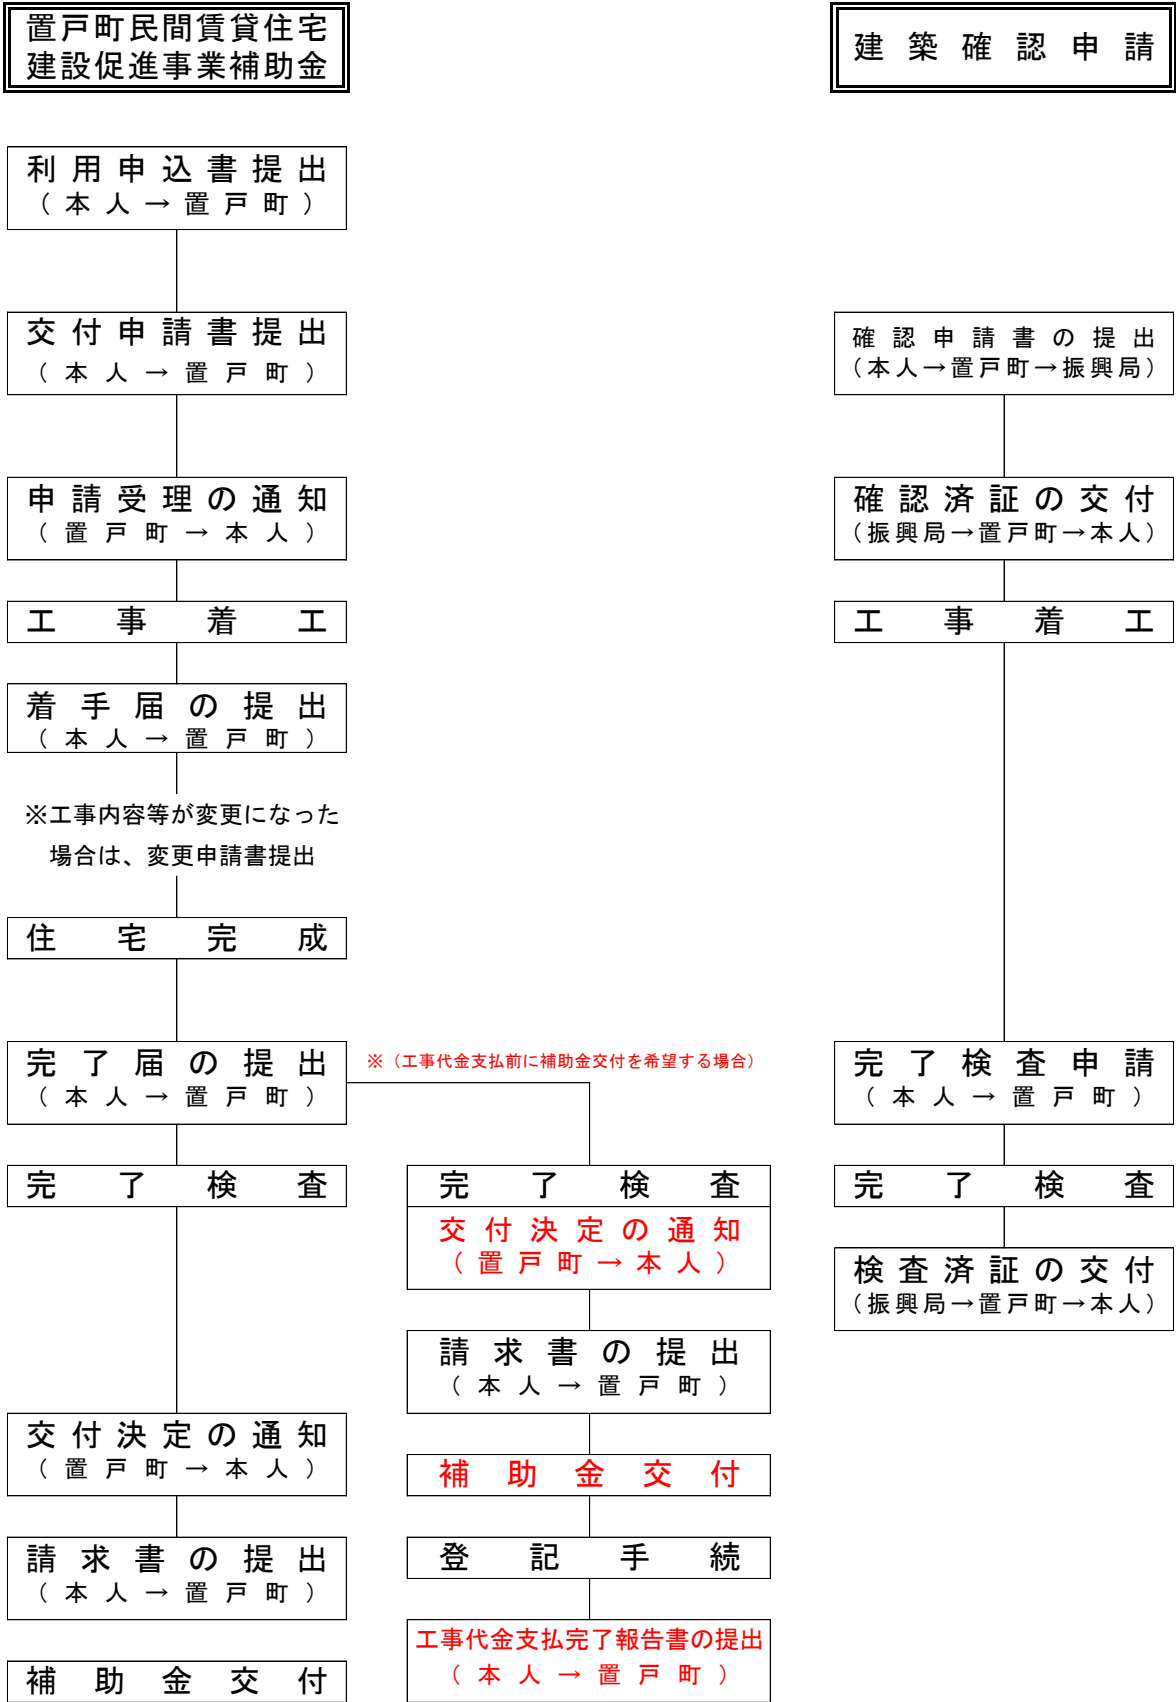 置戸町民間賃貸住宅
建設促進事業補助金
利用申込書提出
（本人→置戸町）
交付申請書提出
（本人→置戸町）
申請受理の通知
（置戸町→本人）
工事着工
着手届の提出
（本人→置戸町）
※工事内容等が変更になった
場合は、変更申請書提出
住宅完成
完了届の提出
（本人→置戸町）
完了検査
交付決定の通知
（置戸町→本人）
請求書の提出
（本人→置戸町）
補助金交付
※（工事代金支払前に補助金交付を希望する場合）
完了検査
交付決定の通知
（置戸町→本人）
請求書の提出
（本人→置戸町）
補助金交付
登記手続
工事代金支払完了報告書の提出
（本人→置戸町）
建築確認申請
確認申請書の提出
（本人→置戸町→振興局）
確認済証の交付
（振興局→置戸町→本人）
工事着工
完了検査申請
（本人→置戸町）
完了検査
検査済証の交付
（振興局→置戸町→本人）